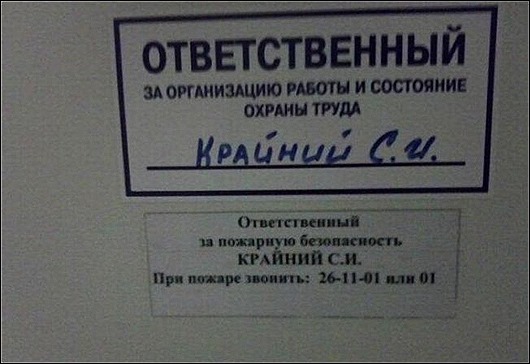 ОТВЕТСТВЕННЫЙ
ЗА ОРГАНИЗАЦИЮ РАБОТЫ И СОСТОЯНИЕ
ОХРАНЫ ТРУДА
КРАЙНИЙ С.И.
Ответственный
за пожарную безопасность
КРАЙНИЙ С.И.
При пожаре звонить: 26-11-01 или 01